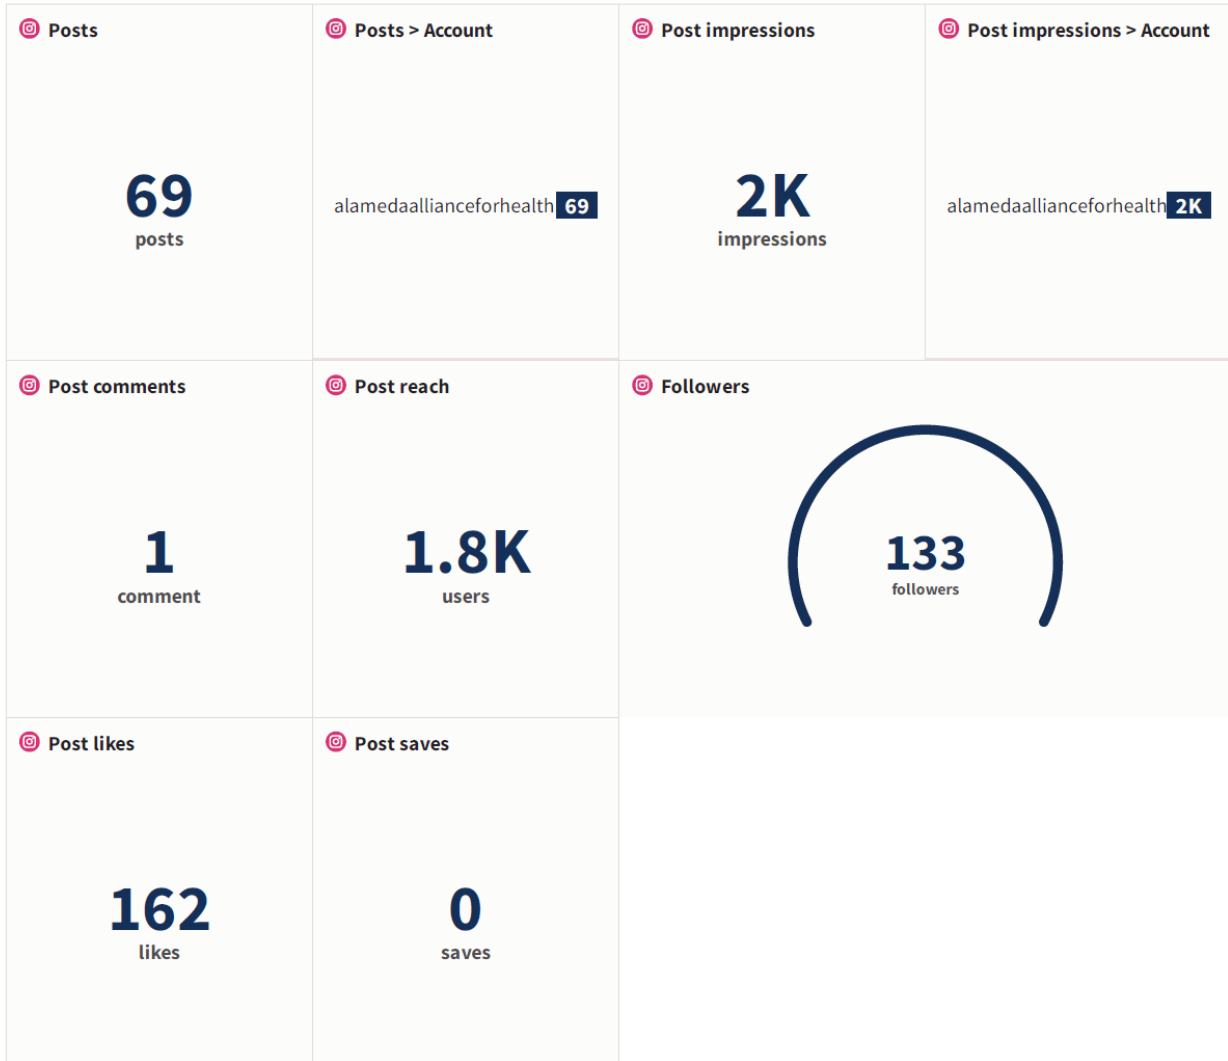 Posts
69
posts
Posts > Account
alamedaallianceforhealth 69
Post impressions
2K
impressions
Post impressions > Account
alamedaallianceforhealth 2K
Post comments
1
comment
Post reach
1.8K
users
Followers
133
followers
Post likes
162
likes
Post saves
0
saves